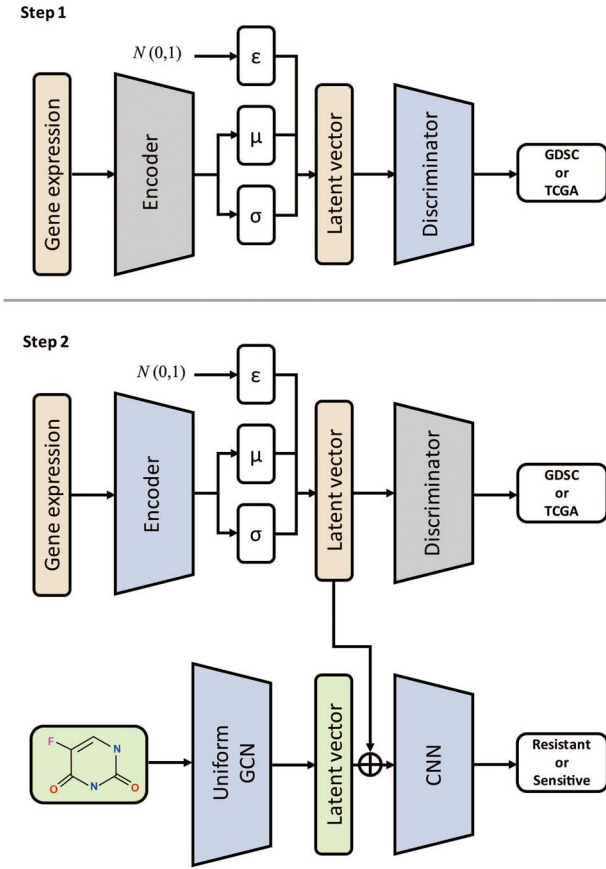 Step 1
N (0,1)
ε
Gene expression
Encoder
μ
σ
Latent vector
Discriminator
GDSC
or
TCGA
Step 2
N (0,1)
ε
Gene expression
Encoder
μ
σ
Latent vector
Discriminator
GDSC
or
TCGA
F
N
N
O
O
Uniform
GCN
Latent vector
CNN
Resistant
or
Sensitive